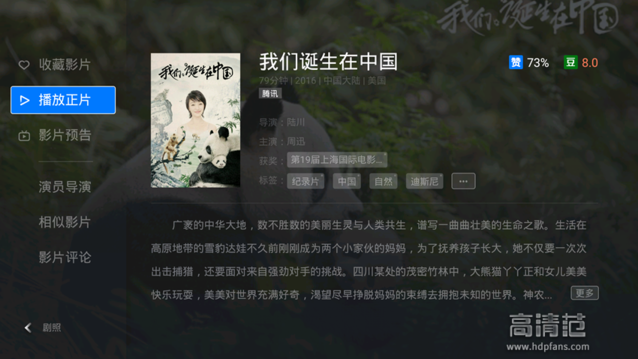 我们诞生在中国
收藏影片
播放正片
影片预告
演员导演
相似影片
影片评论
剧照
我们诞生在中国
我们诞生在中国
赞 73% 豆 8.0
79分钟 | 2016 | 中国大陆 | 美国
腾讯
导演：陆川
主演：周迅
获奖：第19届上海国际电影...
标签：纪录片 中国 自然 迪斯尼 ...
广袤的中华大地，数不胜数的美丽生灵与人类共生，谱写一曲曲壮美的生命之歌。生活在
高原地带的雪豹达娃不久前刚刚成为两个小家伙的妈妈，为了抚养孩子长大，她不仅要一次次
出击捕猎，还要面对来自强劲对手的挑战。四川某处的茂密竹林中，大熊猫丫丫正和女儿美美
快乐玩耍，美美对世界充满好奇，渴望尽早挣脱妈妈的束缚去拥抱未知的世界。神农...
更多
高清范
www.hdpfans.com